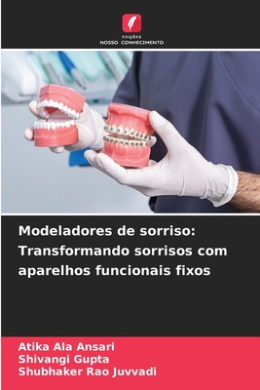 edições
NOSSO CONHECIMENTO
Modeladores de sorriso:
Transformando sorrisos com
aparelhos funcionais fixos
Atika Ala Ansari
Shivangi Gupta
Shubhaker Rao Juvvadi